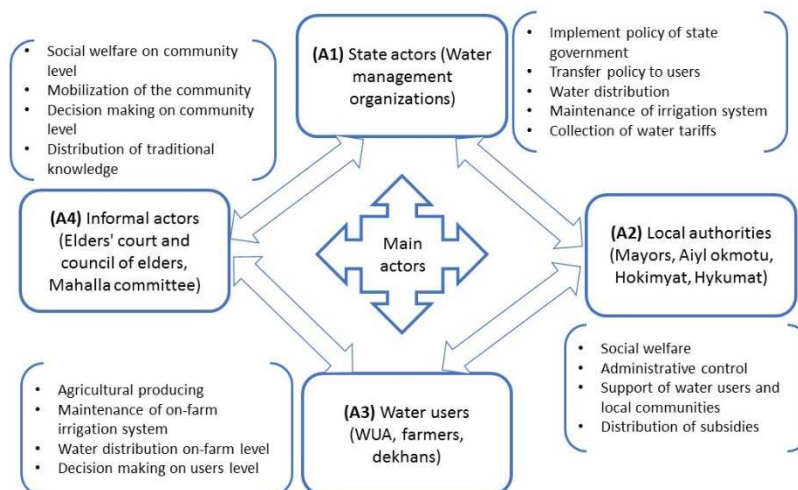 • Social welfare on community
level
• Mobilization of the community
• Decision making on community
level
• Distribution of traditional
knowledge
(A1) State actors (Water
management
organizations)
• Implement policy of state
government
• Transfer policy to users
• Water distribution
• Maintenance of irrigation system
• Collection of water tariffs
(A4) Informal actors
(Elders' court and
council of elders,
Mahalla committee)
Main
actors
(A2) Local authorities
(Mayors, Aiyl okmotu,
Hokimyat, Hykumat)
• Agricultural producing
• Maintenance of on-farm
irrigation system
• Water distribution on-farm level
• Decision making on users level
(A3) Water users
(WUA, farmers,
dekhans)
• Social welfare
• Administrative control
• Support of water users and
local communities
• Distribution of subsidies